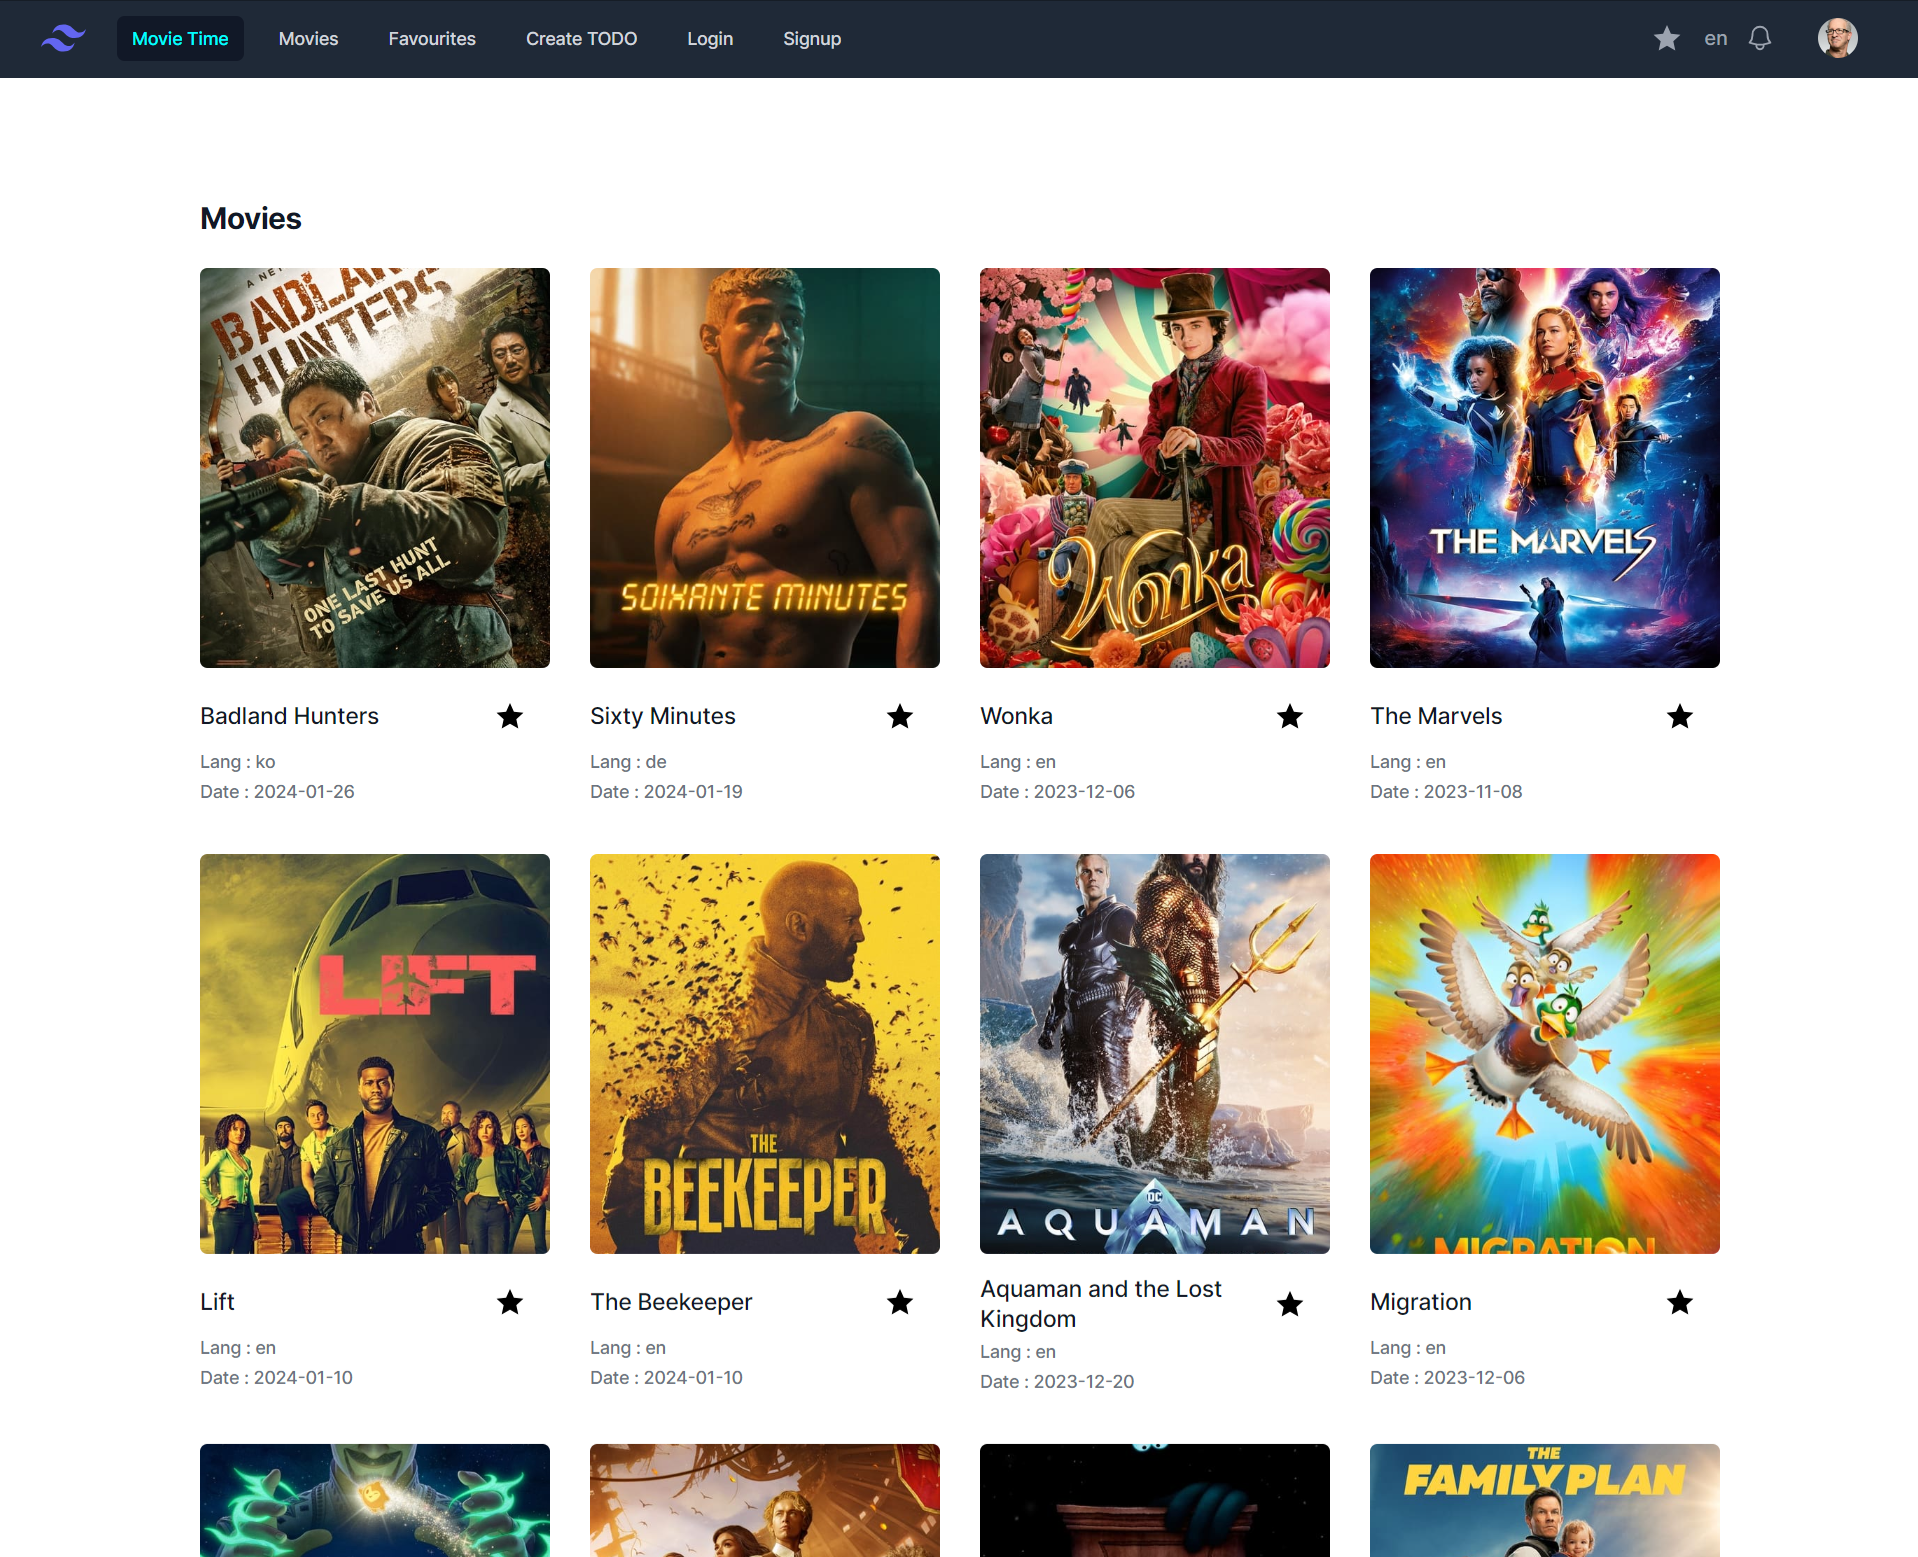 Movie Time Movies Favourites Create TODO Login Signup en
Movies
BADLAND
HUNTERS
ONE LAST HUNT
TO SAVE US ALL
SOIXANTE MINUTES
Wonka
THE MARVELS
Badland Hunters
Lang : ko
Date : 2024-01-26
Sixty Minutes
Lang : de
Date : 2024-01-19
Wonka
Lang : en
Date : 2023-12-06
The Marvels
Lang : en
Date : 2023-11-08
LIFT
THE
BEEKEEPER
DC
AQUAMAN
MIGRATION
Lift
Lang : en
Date : 2024-01-10
The Beekeeper
Lang : en
Date : 2024-01-10
Aquaman and the Lost
Kingdom
Lang : en
Date : 2023-12-20
Migration
Lang : en
Date : 2023-12-06
THE
FAMILY PLAN